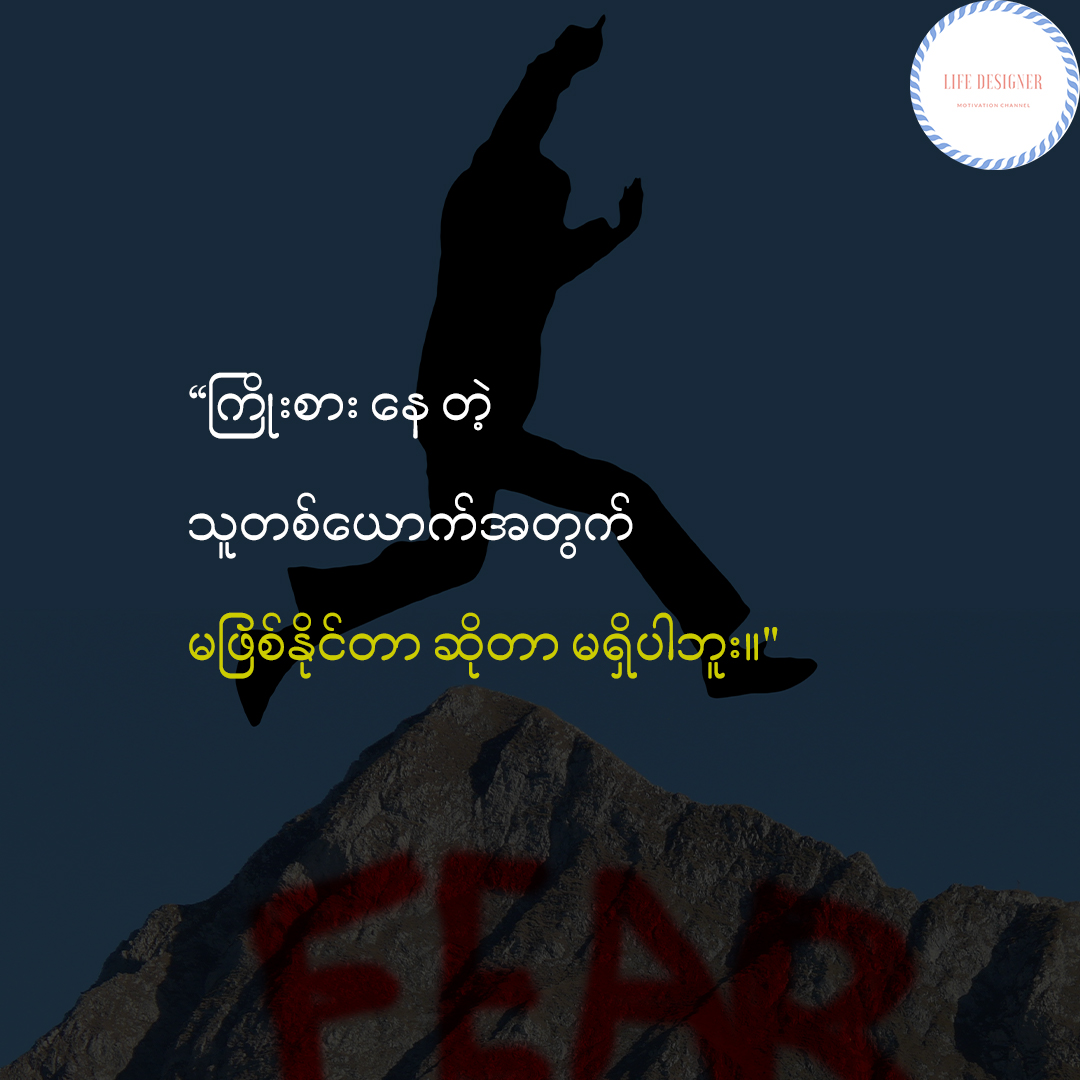 LIFE DESIGNER
MOTIVATION CHANNEL
“ကြိုးစား နေ တဲ့
သူတစ်ယောက်အတွက်
မဖြစ်နိုင်တာ ဆိုတာ မရှိပါဘူး။"
FEAR